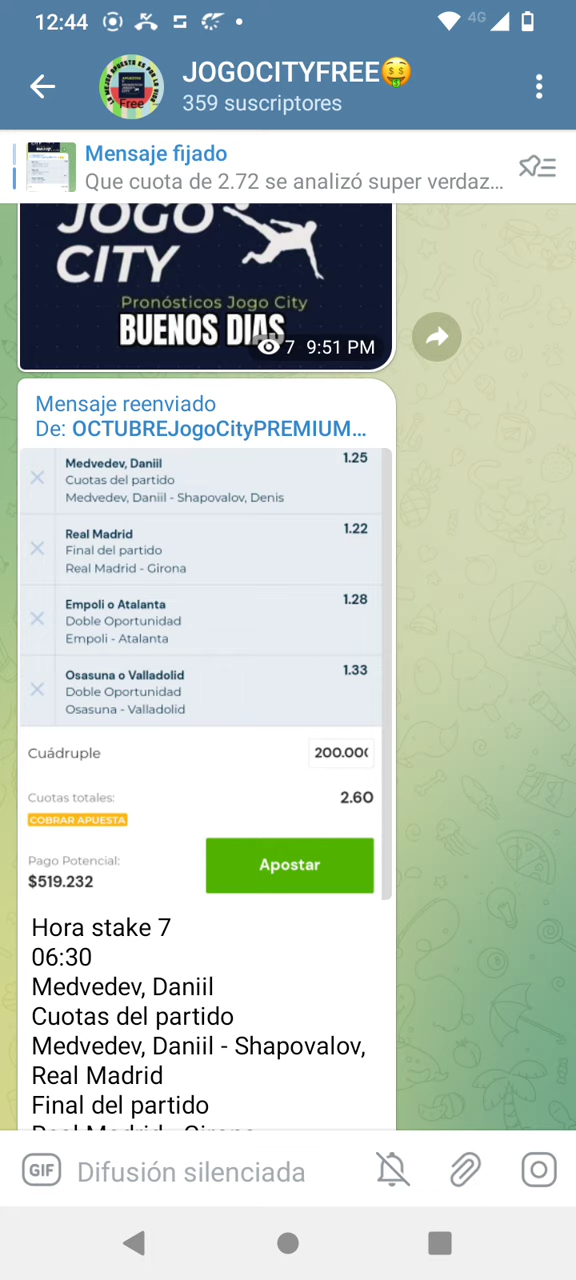 12:44
4G
JOGOCITYFREE🤑
359 suscriptores
Free
Mensaje fijado
Que cuota de 2.72 se analizó super verdaz...
JOGO
CITY
Pronósticos Jogo City
BUENOS DIAS
7 9:51 PM
Mensaje reenviado
De: OCTUBREJogoCityPREMIUM...
Medvedev, Daniil 1.25
Cuotas del partido
Medvedev, Daniil - Shapovalov, Denis
Real Madrid 1.22
Final del partido
Real Madrid - Girona
Empoli o Atalanta 1.28
Doble Oportunidad
Empoli - Atalanta
Osasuna o Valladolid 1.33
Doble Oportunidad
Osasuna - Valladolid
Cuádruple 200.00
Cuotas totales: 2.60
COBRAR APUESTA
Pago Potencial:
$519.232
Apostar
Hora stake 7
06:30
Medvedev, Daniil
Cuotas del partido
Medvedev, Daniil - Shapovalov,
Real Madrid
Final del partido
Real Madrid - Girona
GIF Difusión silenciada